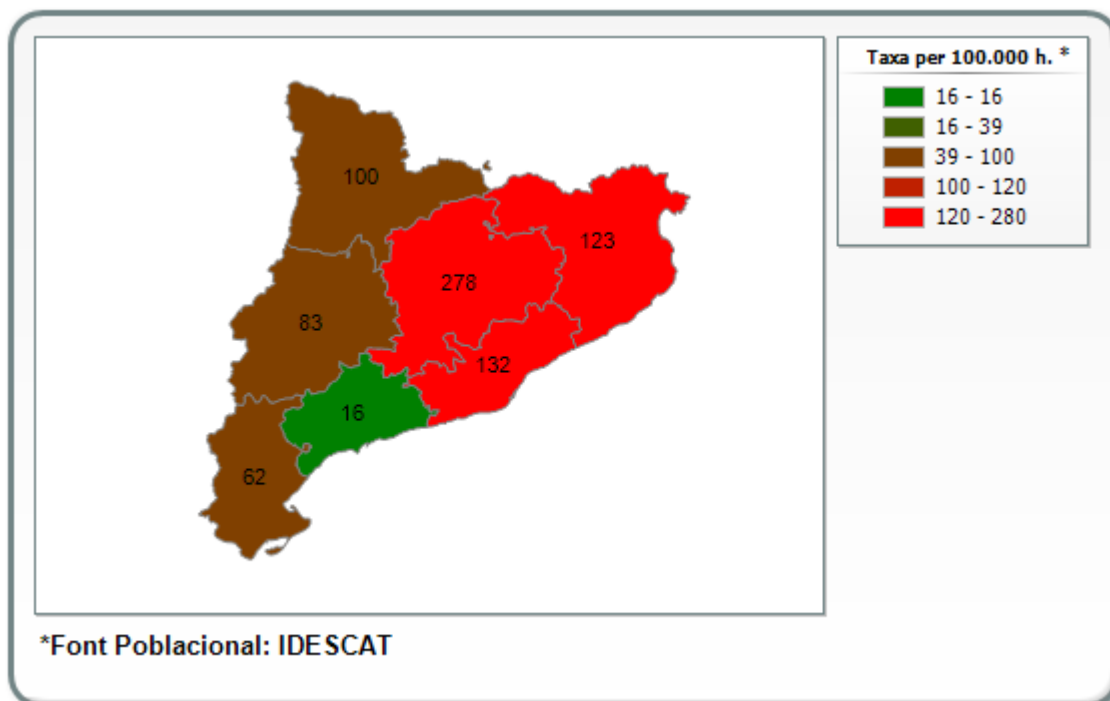 Taxa per 100.000 h. *
16 - 16
16 - 39
39 - 100
100 - 120
120 - 280
100
123
278
83
132
16
62
*Font Poblacional: IDESCAT